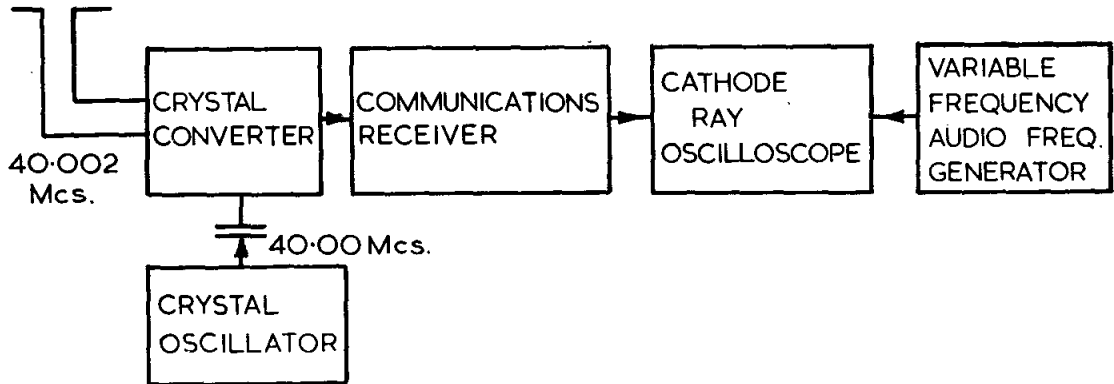 CRYSTAL
CONVERTER
COMMUNICATIONS
RECEIVER
CATHODE
RAY
OSCILLOSCOPE
VARIABLE
FREQUENCY
AUDIO FREQ.
GENERATOR
40·002
Mcs.
40·00 Mcs.
CRYSTAL
OSCILLATOR